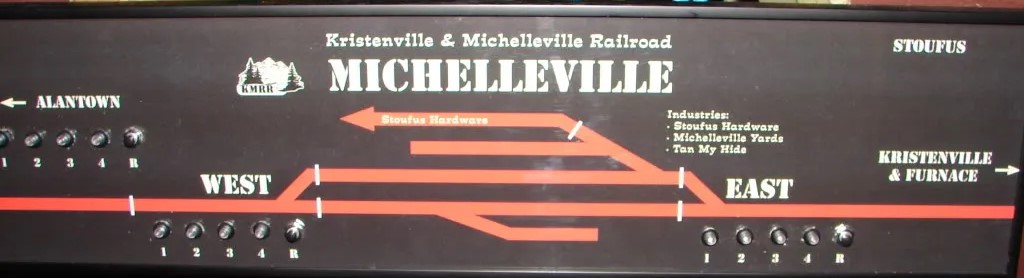 Kristenville & Michelleville Railroad
MICHELLEVILLE
KMRR
STOUFUS
← ALANTOWN
1 2 3 4 R
Stoufus Hardware
Industries:
- Stoufus Hardware
- Michelleville Yards
- Tan My Hide
KRISTENVILLE
& FURNACE →
WEST
EAST
1 2 3 4 R
1 2 3 4 R